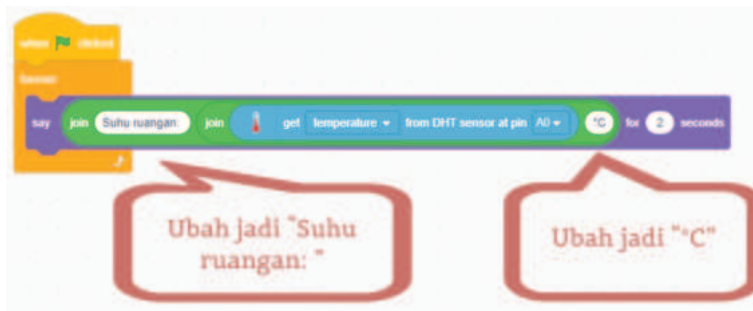 when clicked
forever
say join Suhu ruangan: join get temperature from DHT sensor at pin A0 °C for 2 seconds
Ubah jadi "Suhu
ruangan: "
Ubah jadi "°C"